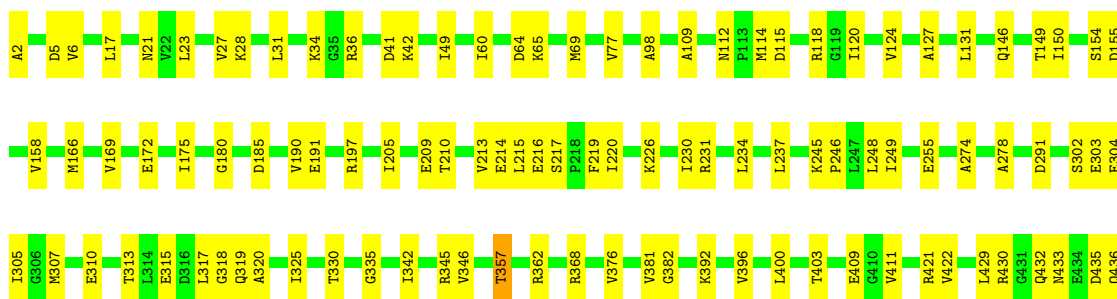 A2 D5 V6 L17 N21 V22 L23 V27 K28 L31 K34 G35 R36 D41 K42 I49 I60 D64 K65 M69 V77 A98 A109 N112 P113 M114 D115 R118 G119 I120 V124 A127 L131 Q146 T149 I150 S154 D155
V158 M166 V169 E172 I175 G180 D185 V190 E191 R197 I205 E209 T210 V213 E214 L215 E216 S217 P218 F219 I220 K226 I230 R231 L234 L237 K245 P246 L247 L248 I249 E255 A274 A278 D291 S302 E303 E304
I305 G306 M307 E310 T313 L314 E315 D316 L317 G318 Q319 A320 I325 T330 G335 I342 R345 V346 T357 R362 R368 V376 V381 G382 K392 V396 L400 T403 E409 G410 V411 R421 V422 L429 R430 G431 Q432 N433 E434 D435 P436